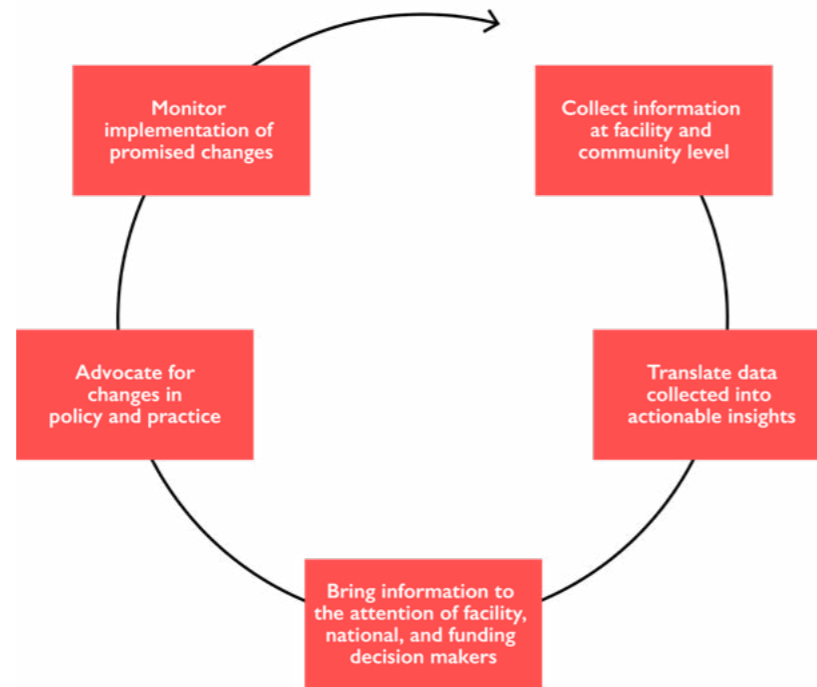 Collect information
at facility and
community level
Translate data
collected into
actionable insights
Bring information to
the attention of facility,
national, and funding
decision makers
Advocate for
changes in
policy and practice
Monitor
implementation of
promised changes